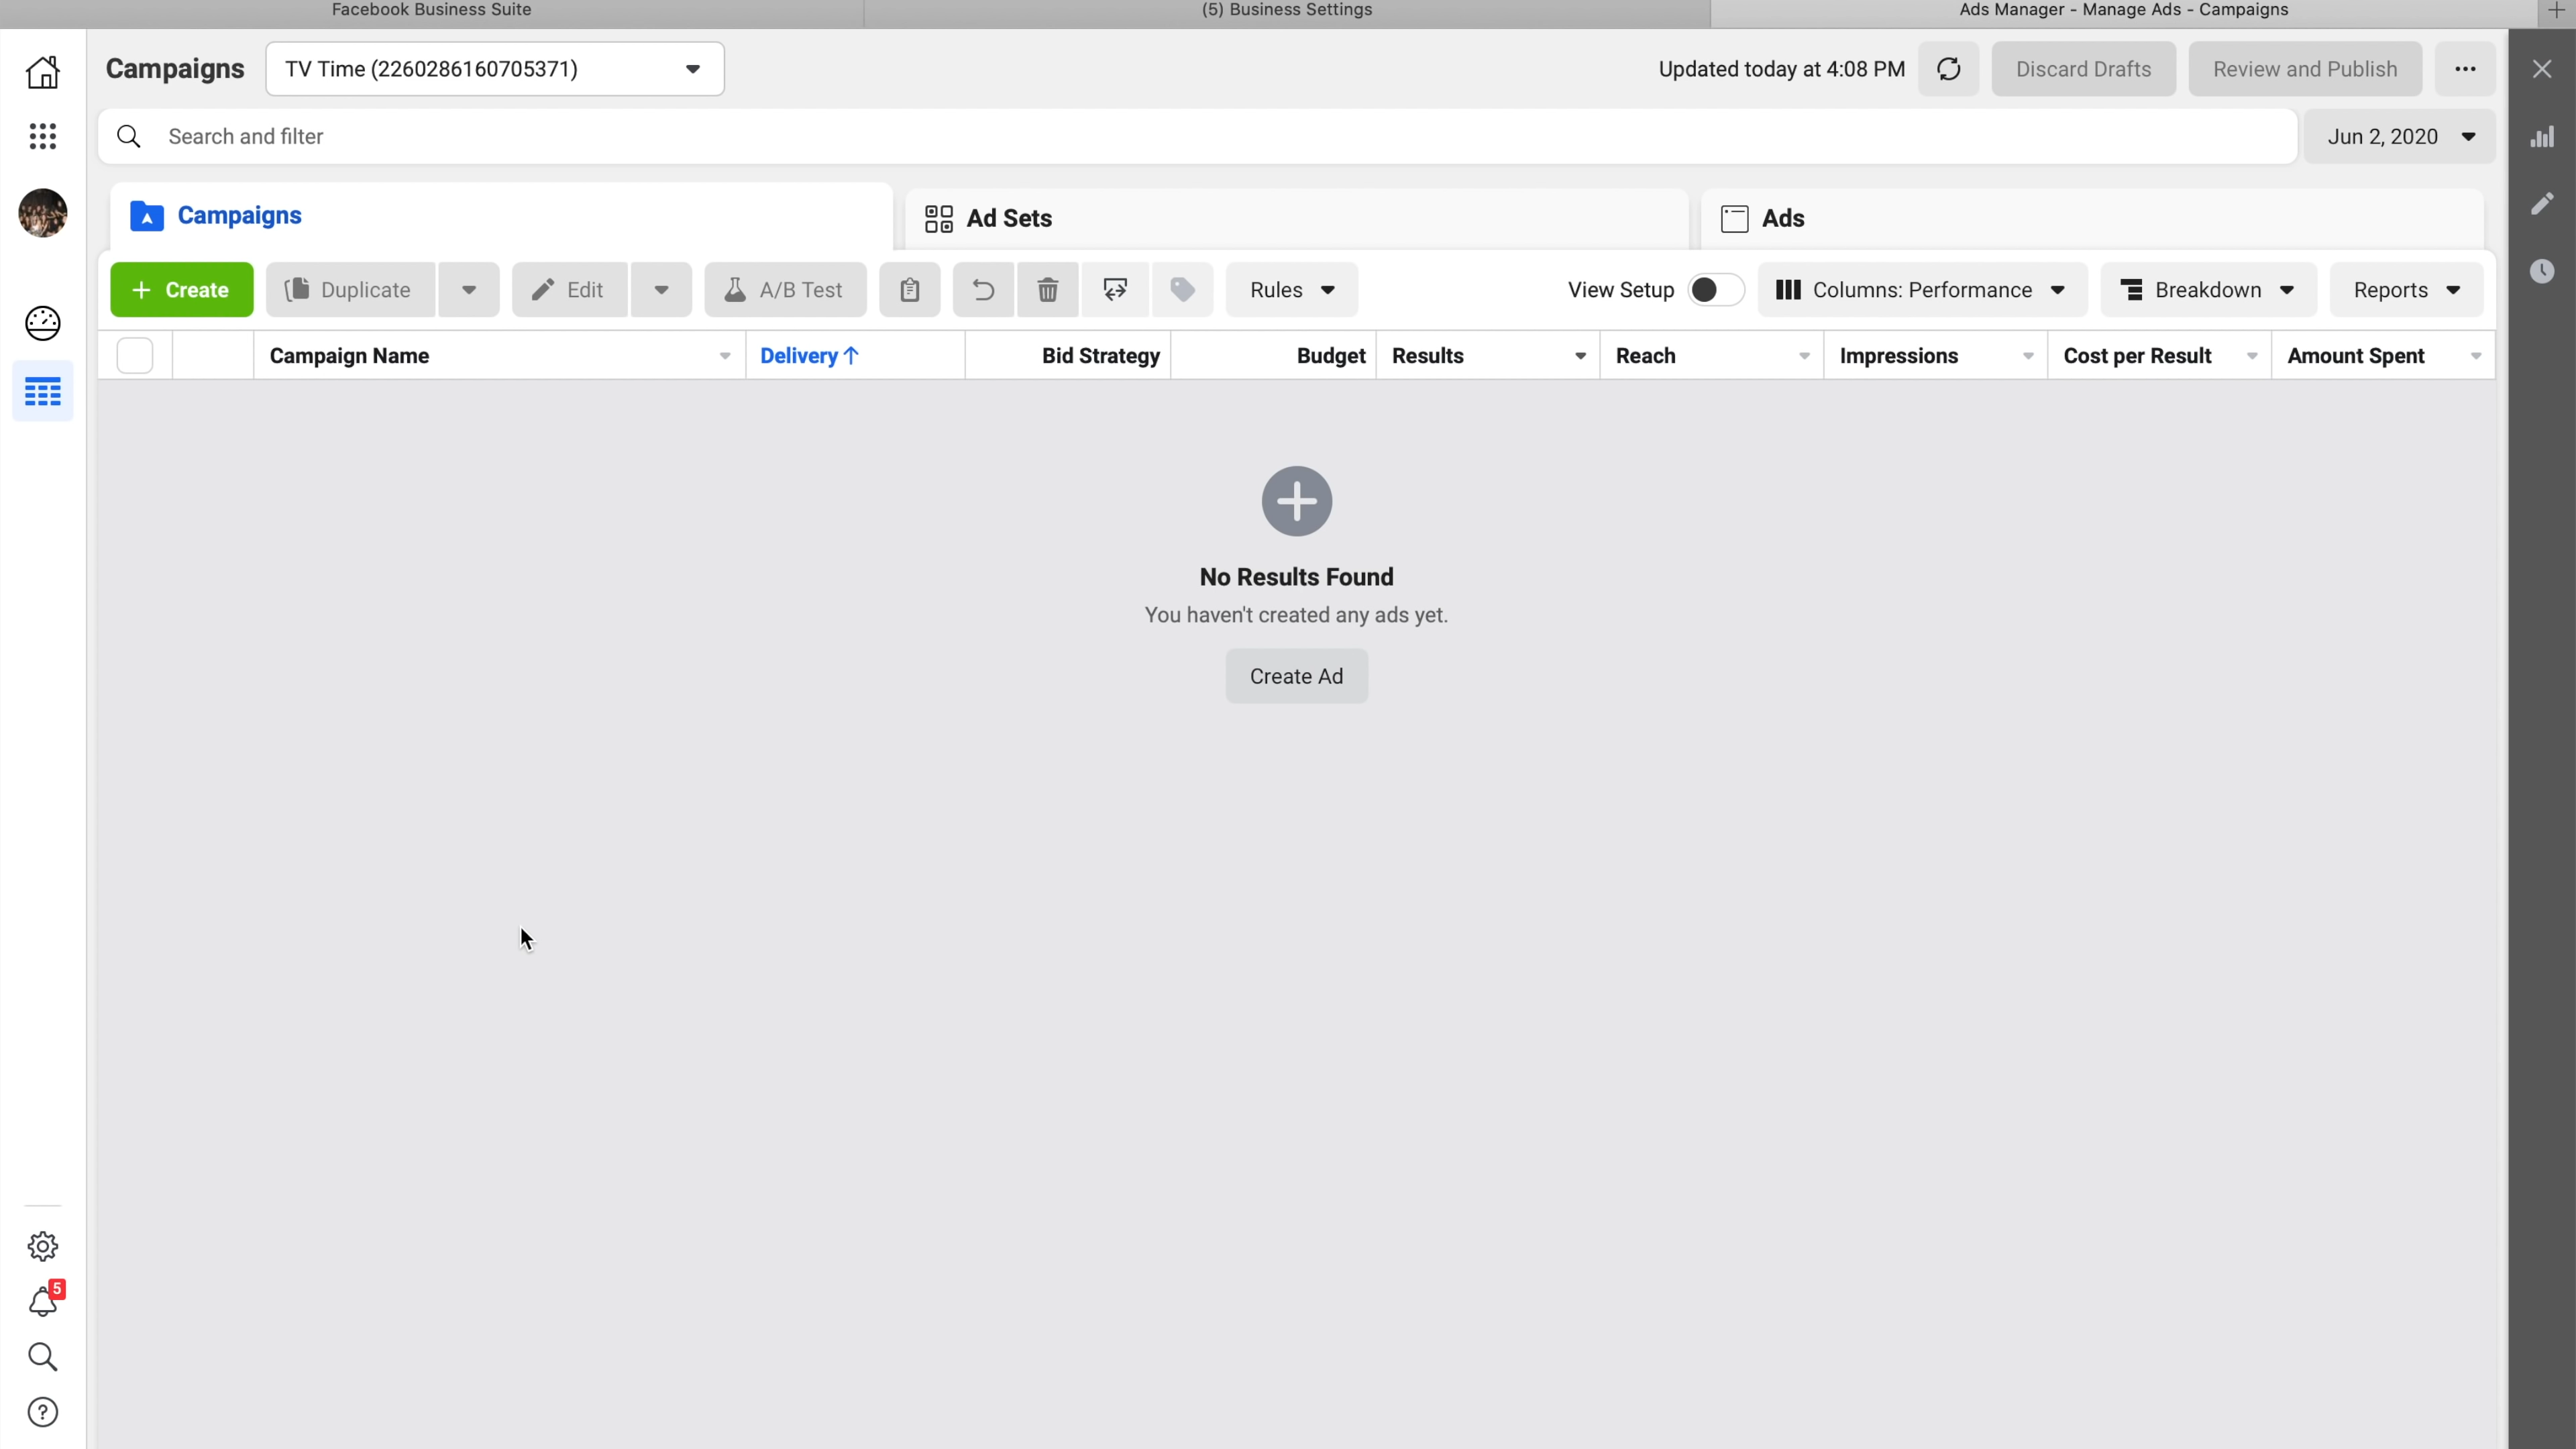 Facebook Business Suite
(5) Business Settings
Ads Manager - Manage Ads - Campaigns
Campaigns
TV Time (2260286160705371)
Updated today at 4:08 PM
Discard Drafts
Review and Publish
Search and filter
Jun 2, 2020
Campaigns
Ad Sets
Ads
+ Create
Duplicate
Edit
A/B Test
Rules
View Setup
Columns: Performance
Breakdown
Reports
Campaign Name
Delivery↑
Bid Strategy
Budget
Results
Reach
Impressions
Cost per Result
Amount Spent
No Results Found
You haven't created any ads yet.
Create Ad
5